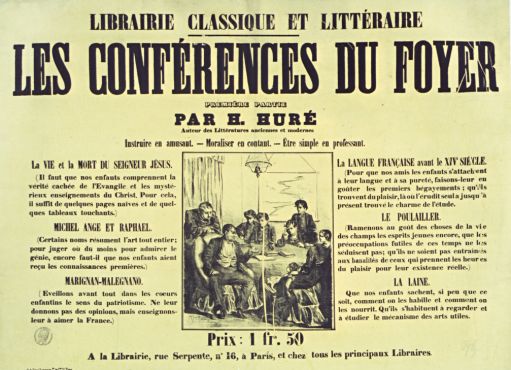 LIBRAIRIE CLASSIQUE ET LITTÉRAIRE
LES CONFÉRENCES DU FOYER
PREMIÈRE PARTIE
PAR H. HURÉ
Auteur des Littératures anciennes et modernes
Instruire en amusant. — Moraliser en contant. — Être simple en professant.
La VIE et la MORT DU SEIGNEUR JÉSUS.
(Il faut que nos enfants comprennent la
vérité cachée de l'Evangile et les mysté-
rieux enseignements du Christ. Pour cela,
il suffit de quelques pages naïves et de quel-
ques tableaux touchants.)
MICHEL ANGE ET RAPHAEL.
(Certains noms résument l'art tout entier;
pour juger où du moins pour admirer le
génie, encore faut-il que nos enfants aient
reçu les connaissances premières.)
MARIGNAN-MALEGNANO.
(Eveillons avant tout dans les coeurs
enfantins le sens du patriotisme. Ne leur
donnons pas des opinions, mais enseignons-
leur à aimer la France.)
La LANGUE FRANÇAISE avant le XIVe SIÈCLE.
(Pour que nos amis les enfants s'attachent
à leur langue et à sa pureté, faisons-leur en
goûter les premiers bégayements; qu'ils
trouvent du plaisir, là où l'érudit seul a jusqu'à
présent trouvé le charme de l'étude.
LE POULAILLER.
(Ramenons au goût des choses de la vie
des champs les esprits jeunes encore, que les
préoccupations futiles de ces temps ne les
séduisent pas; qu'ils ne soient pas entraînés
aux banalités de ceux qui prennent les heures
du plaisir pour leur existence réelle.)
LA LAINE.
Que nos enfants sachent, si peu que ce
soit, comment on les habille et comment on
les nourrit. Qu'ils s'habituent à regarder et
à étudier le mécanisme des arts utiles.
Prix: 1 fr. 50
A la Librairie, rue Serpente, n° 16, à Paris, et chez tous les principaux Libraires.